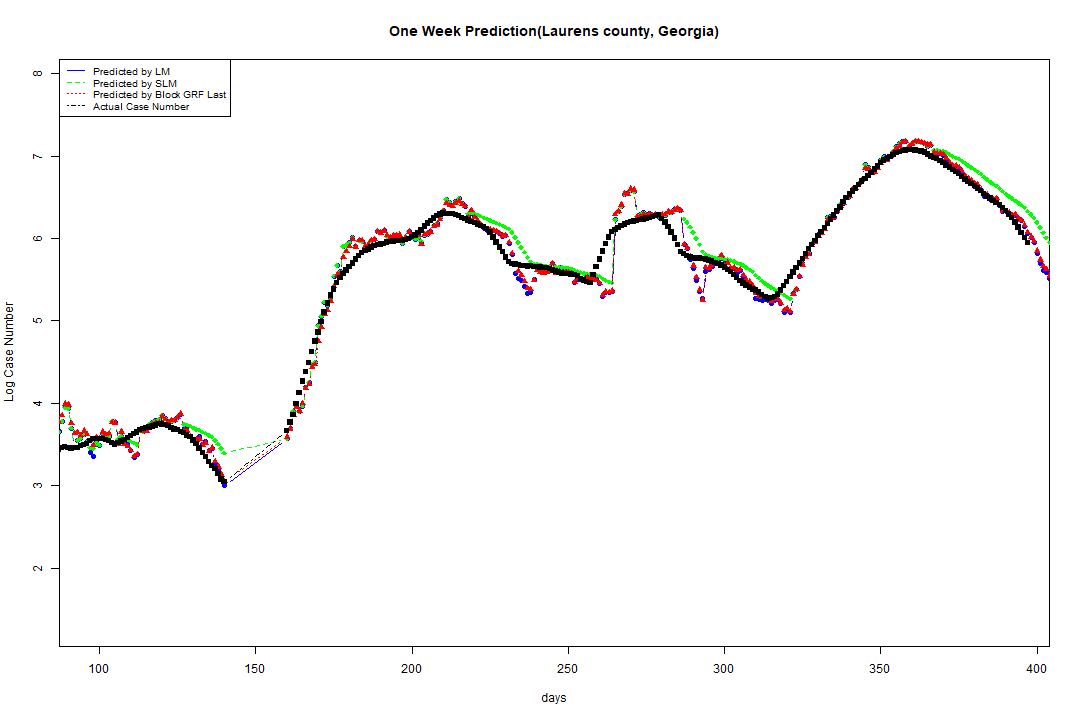 One Week Prediction(Laurens county, Georgia)
Predicted by LM
Predicted by SLM
Predicted by Block GRF Last
Actual Case Number
Log Case Number
8
7
6
5
4
3
2
100 150 200 250 300 350 400
days